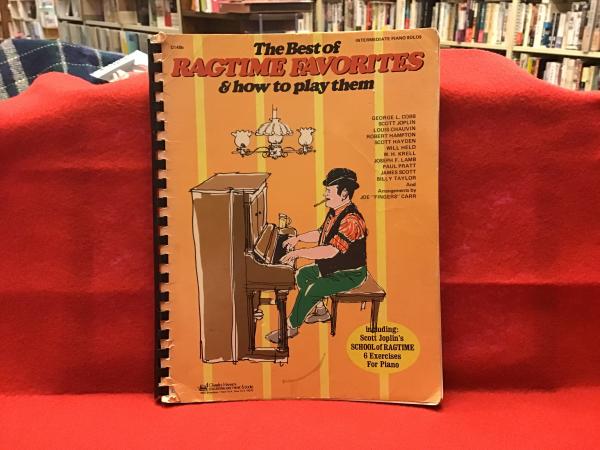 INTERMEDIATE PIANO SOLOS
The Best of
RAGTIME FAVORITES
& how to play them
GEORGE L. COBB
SCOTT JOPLIN
LOUIS CHAUVIN
ROBERT HAMPTON
SCOTT HAYDEN
WILL HELD
W. H. KRELL
JOSEPH F. LAMB
PAUL PRATT
JAMES SCOTT
BILLY TAYLOR
And
Arrangements by
JOE "FINGERS" CARR
including:
Scott Joplin's
SCHOOL of RAGTIME
6 Exercises
For Piano